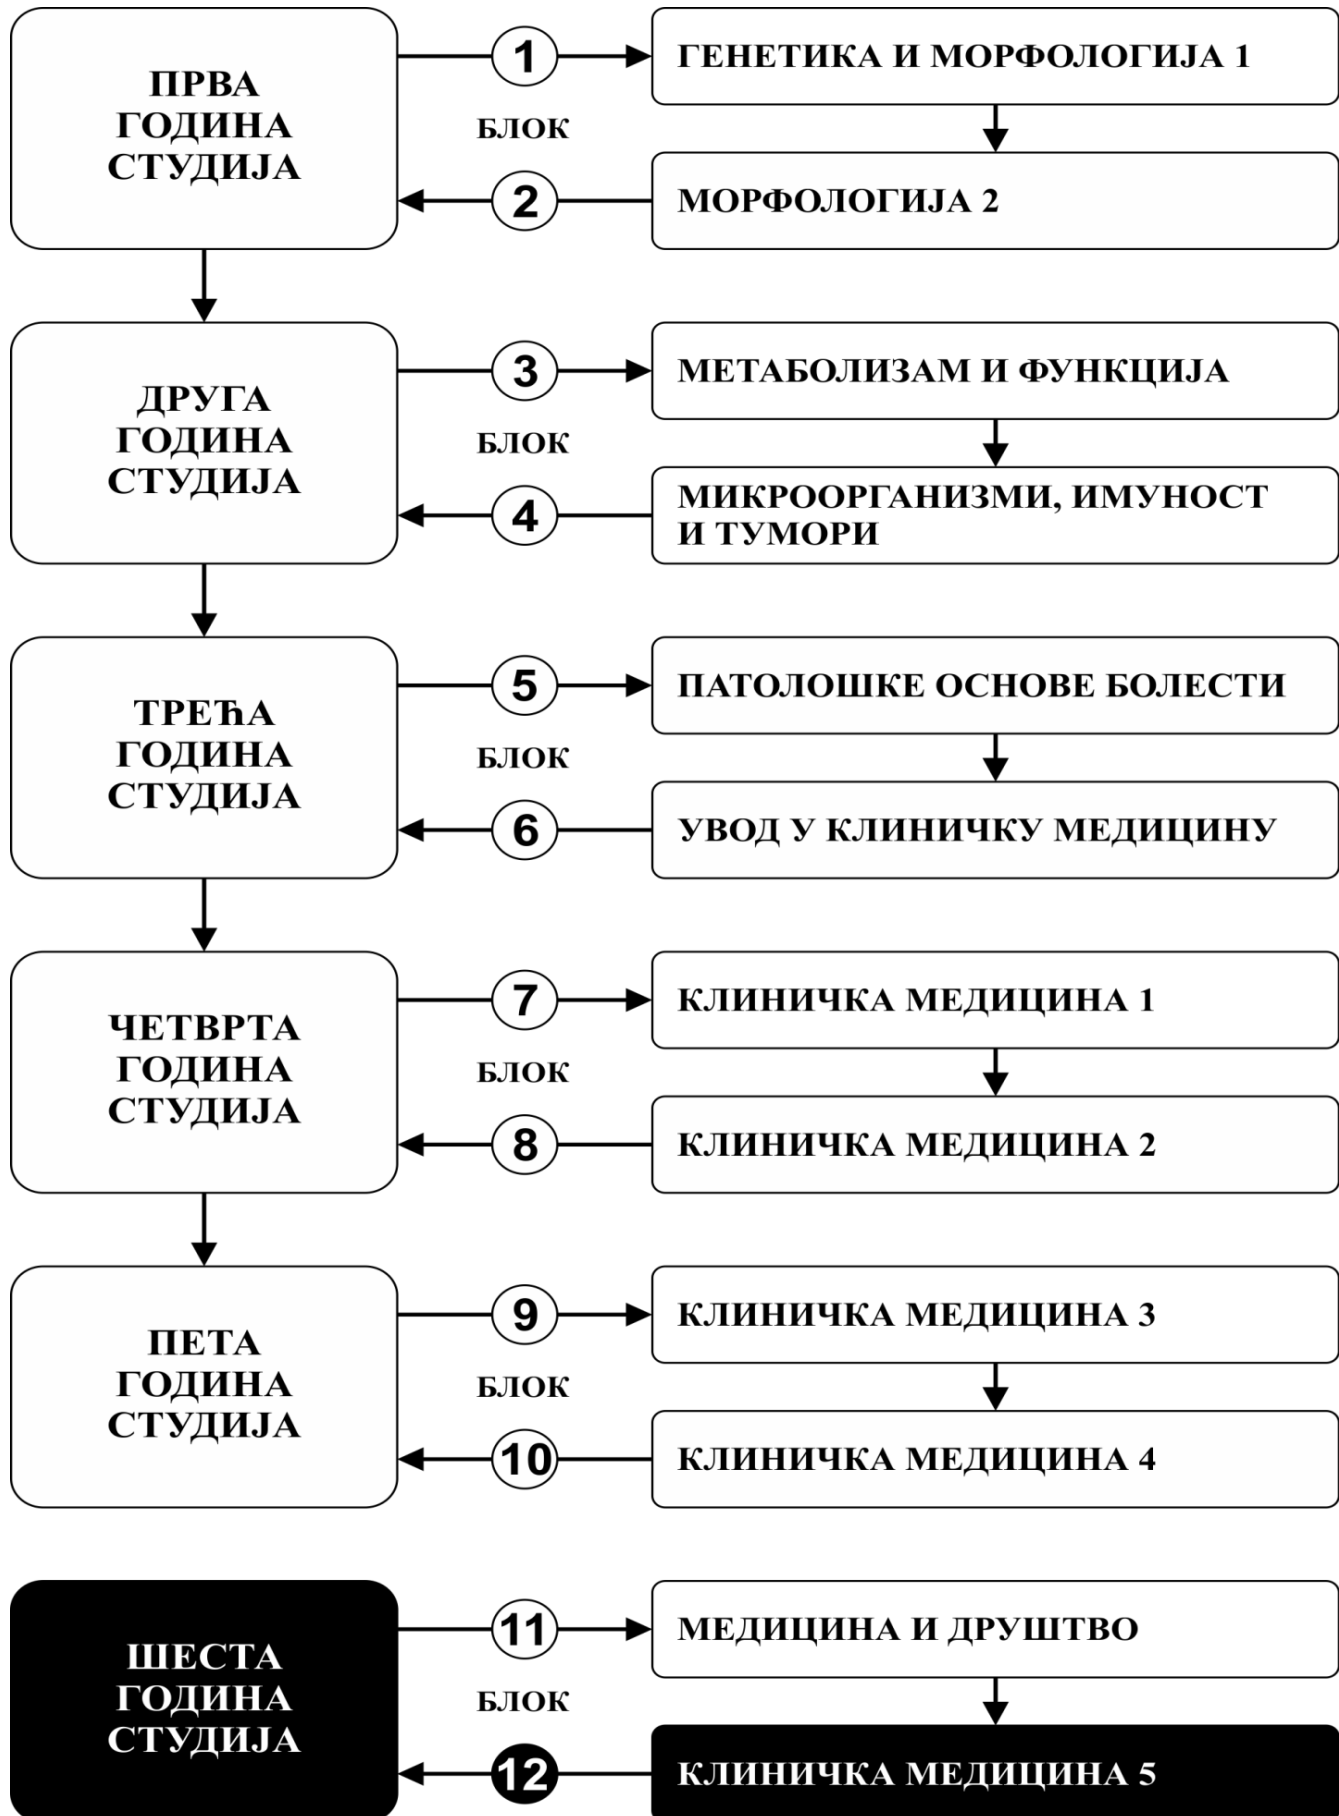 ПРВА
ГОДИНА
СТУДИЈА
1
БЛОК
2
ГЕНЕТИКА И МОРФОЛОГИЈА 1
МОРФОЛОГИЈА 2
ДРУГА
ГОДИНА
СТУДИЈА
3
БЛОК
4
МЕТАБОЛИЗАМ И ФУНКЦИЈА
МИКРООРГАНИЗМИ, ИМУНОСТ
И ТУМОРИ
ТРЕЋА
ГОДИНА
СТУДИЈА
5
БЛОК
6
ПАТОЛОШКЕ ОСНОВЕ БОЛЕСТИ
УВОД У КЛИНИЧКУ МЕДИЦИНУ
ЧЕТВРТА
ГОДИНА
СТУДИЈА
7
БЛОК
8
КЛИНИЧКА МЕДИЦИНА 1
КЛИНИЧКА МЕДИЦИНА 2
ПЕТА
ГОДИНА
СТУДИЈА
9
БЛОК
10
КЛИНИЧКА МЕДИЦИНА 3
КЛИНИЧКА МЕДИЦИНА 4
ШЕСТА
ГОДИНА
СТУДИЈА
11
БЛОК
12
МЕДИЦИНА И ДРУШТВО
КЛИНИЧКА МЕДИЦИНА 5